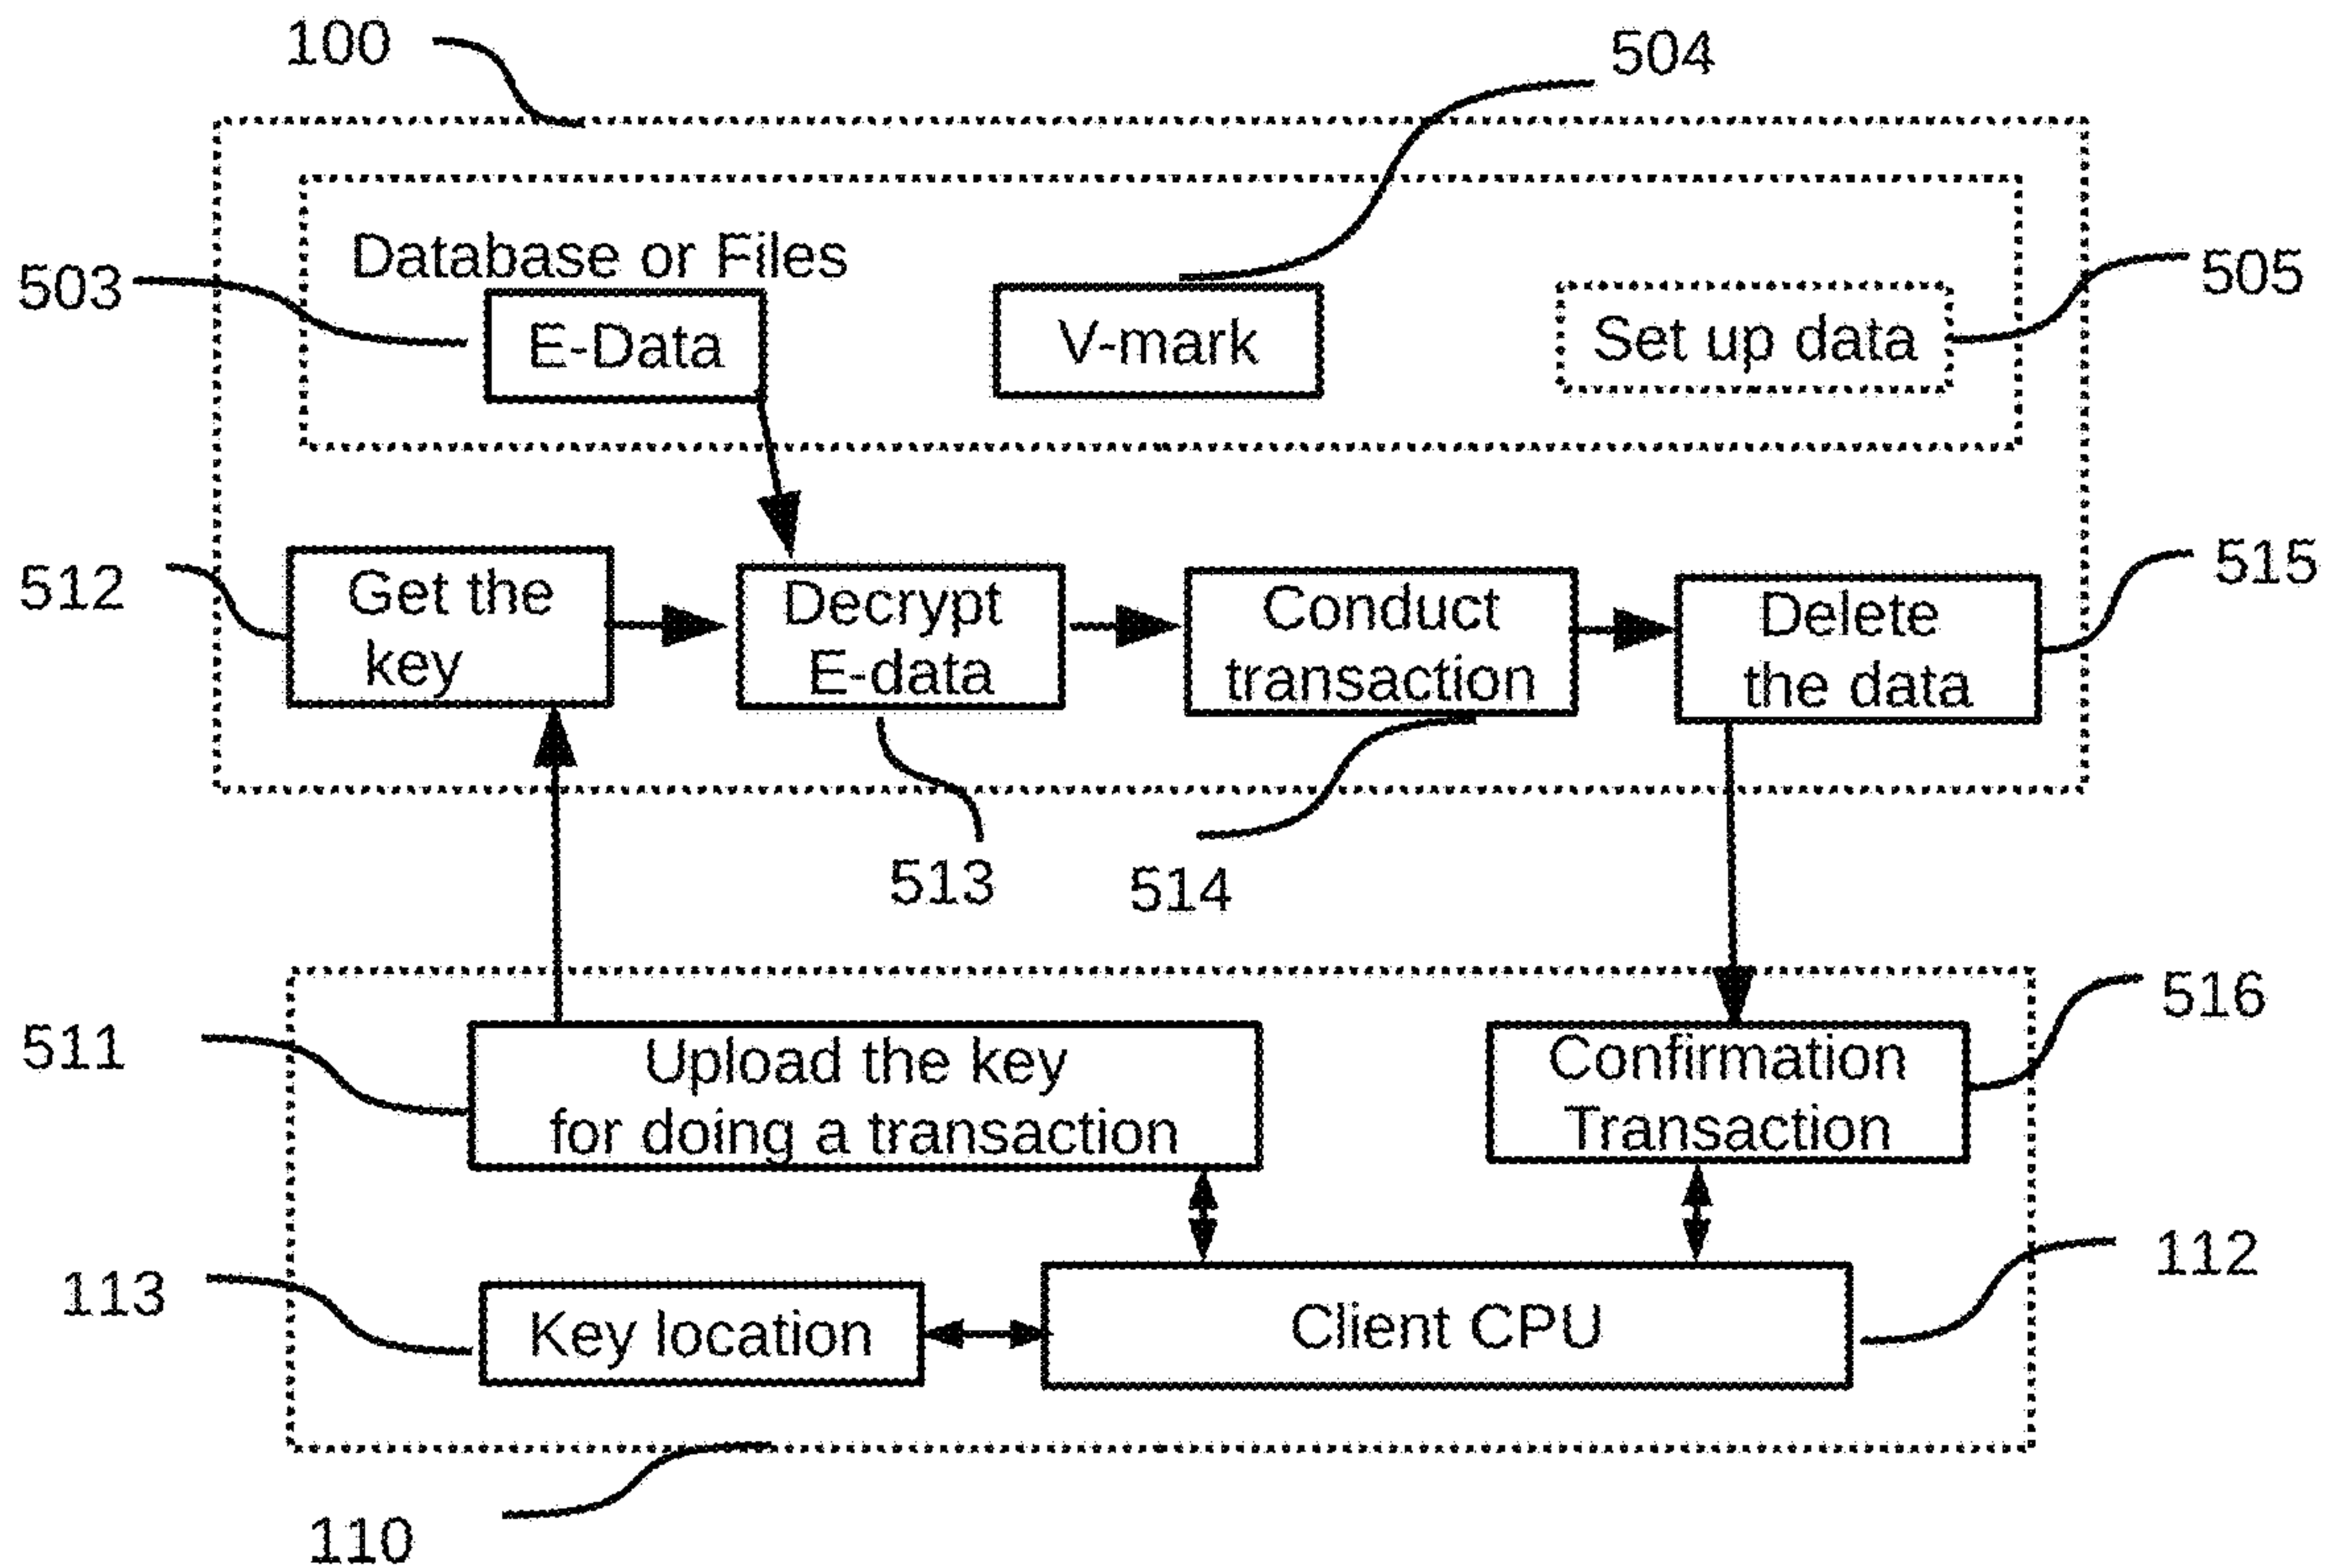 100
504
Database or Files
503
E-Data
V-mark
Set up data
505
512
Get the
key
Decrypt
E-data
Conduct
transaction
Delete
the data
515
513
514
511
Upload the key
for doing a transaction
Confirmation
Transaction
516
113
Key location
Client CPU
112
110